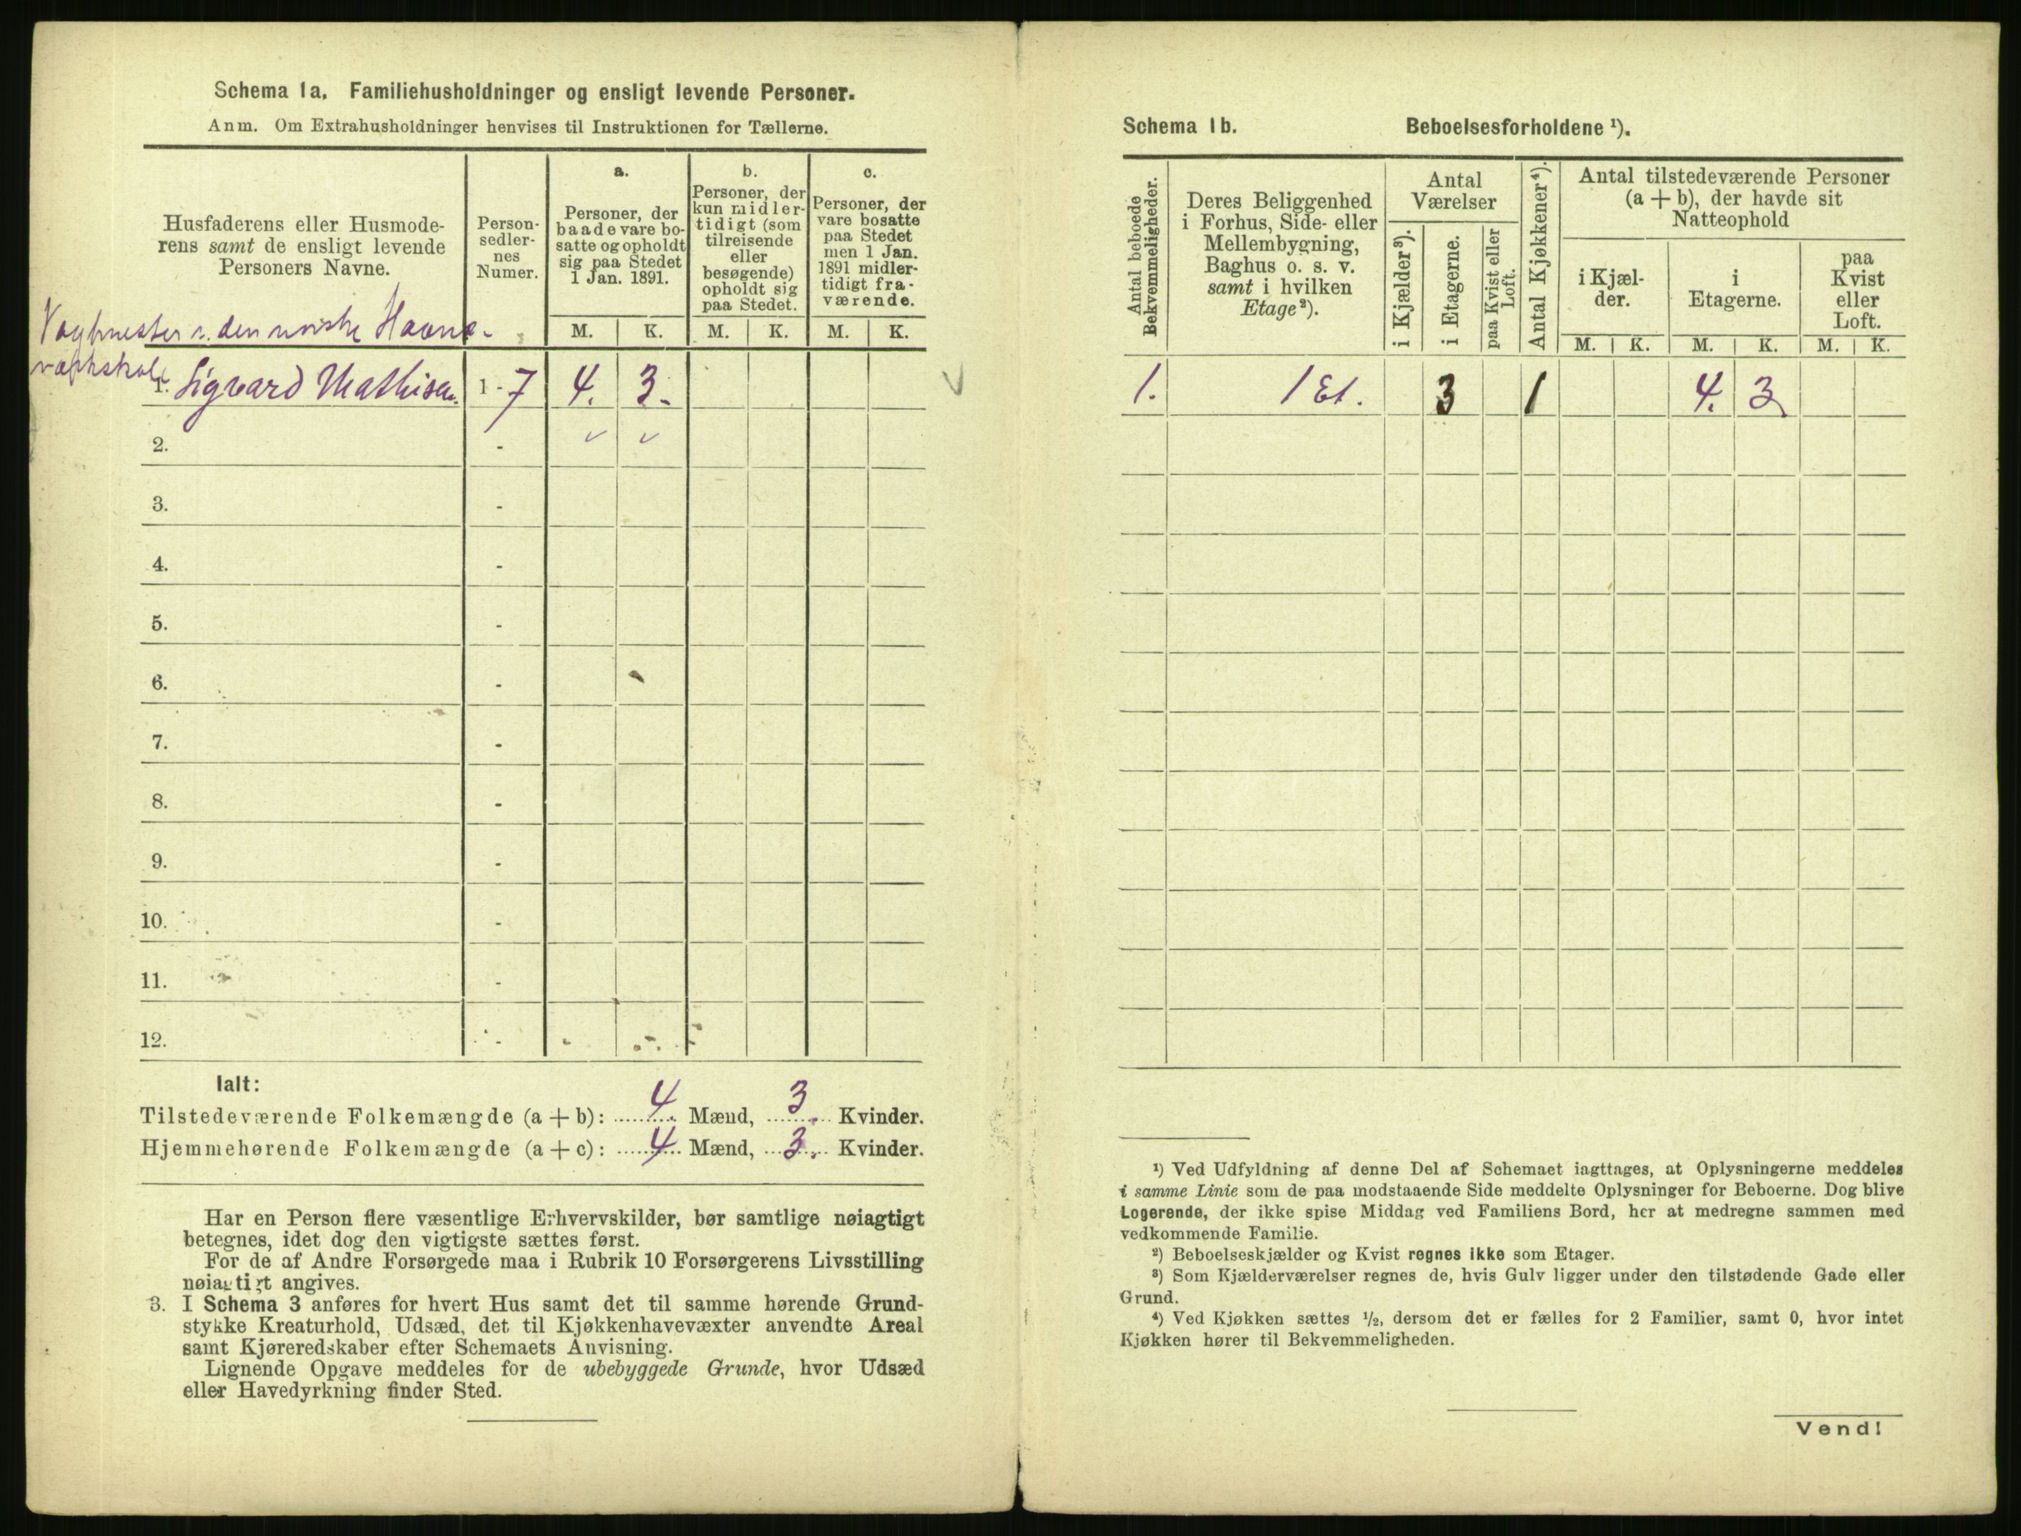 Schema 1a. Familiehusholdninger og ensligt levende Personer.
Anm. Om Extrahusholdninger henvises til Instruktionen for Tællerne.
Husfaderens eller Husmode-
rens samt de ensligt levende
Personers Navne.
Person-
sedler-
nes
Numer.
a.
Personer, der
baade vare bo-
satte og opholdt
sig paa Stedet
1 Jan. 1891.
M. K.
b.
Personer, der
kun midler-
tidigt (som
tilreisende
eller
besøgende)
opholdt sig
paa Stedet.
M. K.
c.
Personer, der
vare bosatte
paa Stedet
men 1 Jan.
1891 midler-
tidigt fra-
værende.
M. K.
den norske
1. Sigvard Mathisen. 1-7 4. 3.
2. -
3. -
4. -
5. -
6. -
7. -
8. -
9. -
10. -
11. -
12. -
Ialt:
Tilstedeværende Folkemængde (a + b): 4. Mænd, 3. Kvinder.
Hjemmehørende Folkemængde (a + c): 4 Mænd, 3. Kvinder.
Har en Person flere væsentlige Erhvervskilder, bør samtlige nøiagtigt
betegnes, idet dog den vigtigste sættes først.
For de af Andre Forsørgede maa i Rubrik 10 Forsørgerens Livsstilling
nøiagtigt angives.
3. I Schema 3 anføres for hvert Hus samt det til samme hørende Grund-
stykke Kreaturhold, Udsæd, det til Kjøkkenhavevæxter anvendte Areal
samt Kjøreredskaber efter Schemaets Anvisning.
Lignende Opgave meddeles for de ubebyggede Grunde, hvor Udsæd
eller Havedyrkning finder Sted.
Schema 1b. Beboelsesforholdene ¹).
Antal beboede
Bekvemmeligheder.
Deres Beliggenhed
i Forhus, Side- eller
Mellembygning,
Baghus o. s. v.
samt i hvilken
Etage²).
Antal
Værelser
i Kjælder³).
i Etagerne.
paa Kvist eller
Loft.
Antal Kjøkkener⁴).
Antal tilstedeværende Personer
(a + b), der havde sit
Natteophold
i Kjæl-
der.
M. K.
i
Etagerne.
M. K.
paa
Kvist
eller
Loft.
M. K.
1. 1 Et. 3 1 4. 3
¹) Ved Udfyldning af denne Del af Schemaet iagttages, at Oplysningerne meddeles
i samme Linie som de paa modstaaende Side meddelte Oplysninger for Beboerne. Dog blive
Logerende, der ikke spise Middag ved Familiens Bord, her at medregne sammen med
vedkommende Familie.
²) Beboelseskjælder og Kvist regnes ikke som Etager.
³) Som Kjælderværelser regnes de, hvis Gulv ligger under den tilstødende Gade eller
Grund.
⁴) Ved Kjøkken sættes ½, dersom det er fælles for 2 Familier, samt 0, hvor intet
Kjøkken hører til Bekvemmeligheden.
Vend!